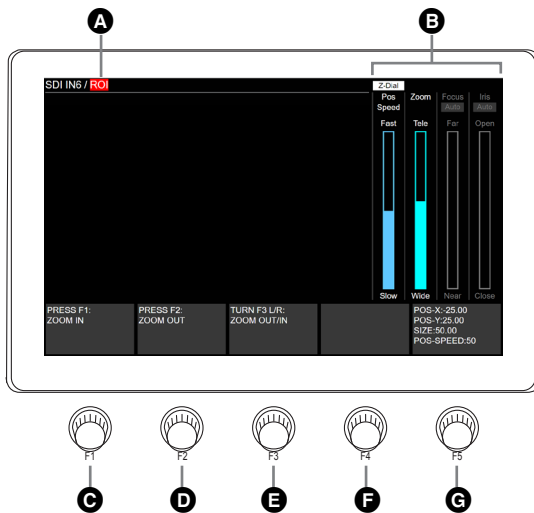 A
B
SDI IN6 / ROI
Z-Dial
Pos Speed
Zoom
Focus
Auto
Iris
Auto
Fast
Tele
Far
Open
Slow
Wide
Near
Close
PRESS F1:
ZOOM IN
PRESS F2:
ZOOM OUT
TURN F3 L/R:
ZOOM OUT/IN
POS-X:-25.00
POS-Y:25.00
SIZE:50.00
POS-SPEED:50
F1
F2
F3
F4
F5
C
D
E
F
G